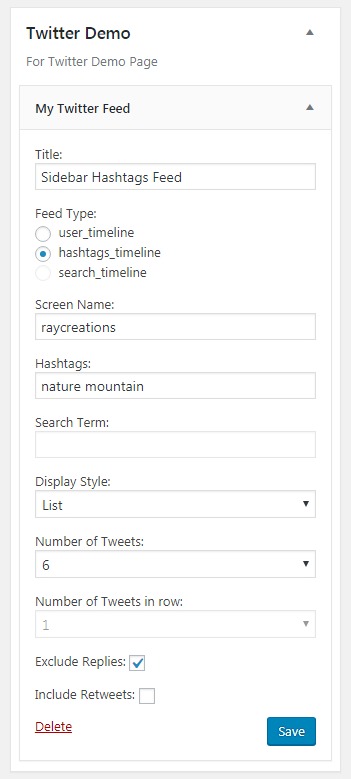 Twitter Demo
For Twitter Demo Page
My Twitter Feed
Title:
Sidebar Hashtags Feed
Feed Type:
user_timeline
hashtags_timeline
search_timeline
Screen Name:
raycreations
Hashtags:
nature mountain
Search Term:
Display Style:
List
Number of Tweets:
6
Number of Tweets in row:
1
Exclude Replies:
Include Retweets:
Delete Save